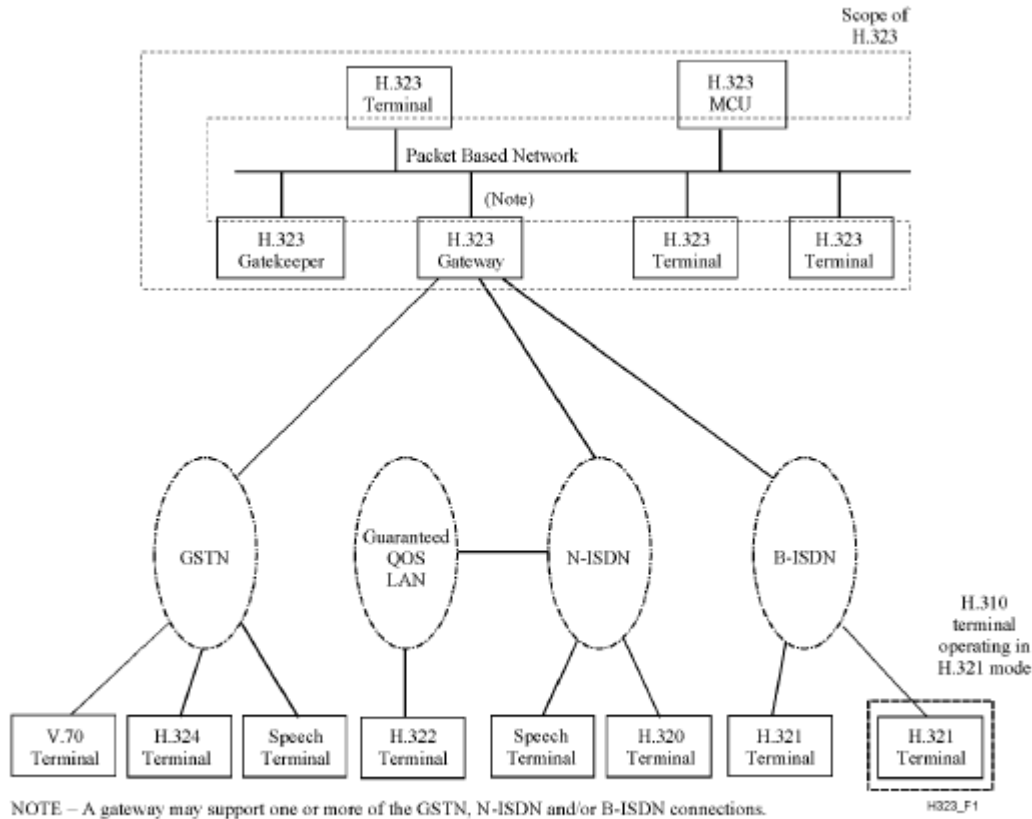 Scope of
H.323
H.323
Terminal
H.323
MCU
Packet Based Network
(Note)
H.323
Gatekeeper
H.323
Gateway
H.323
Terminal
H.323
Terminal
GSTN
Guaranteed
QOS
LAN
N-ISDN
B-ISDN
H.310
terminal
operating in
H.321 mode
V.70
Terminal
H.324
Terminal
Speech
Terminal
H.322
Terminal
Speech
Terminal
H.320
Terminal
H.321
Terminal
H.321
Terminal
NOTE – A gateway may support one or more of the GSTN, N-ISDN and/or B-ISDN connections.
H323_F1